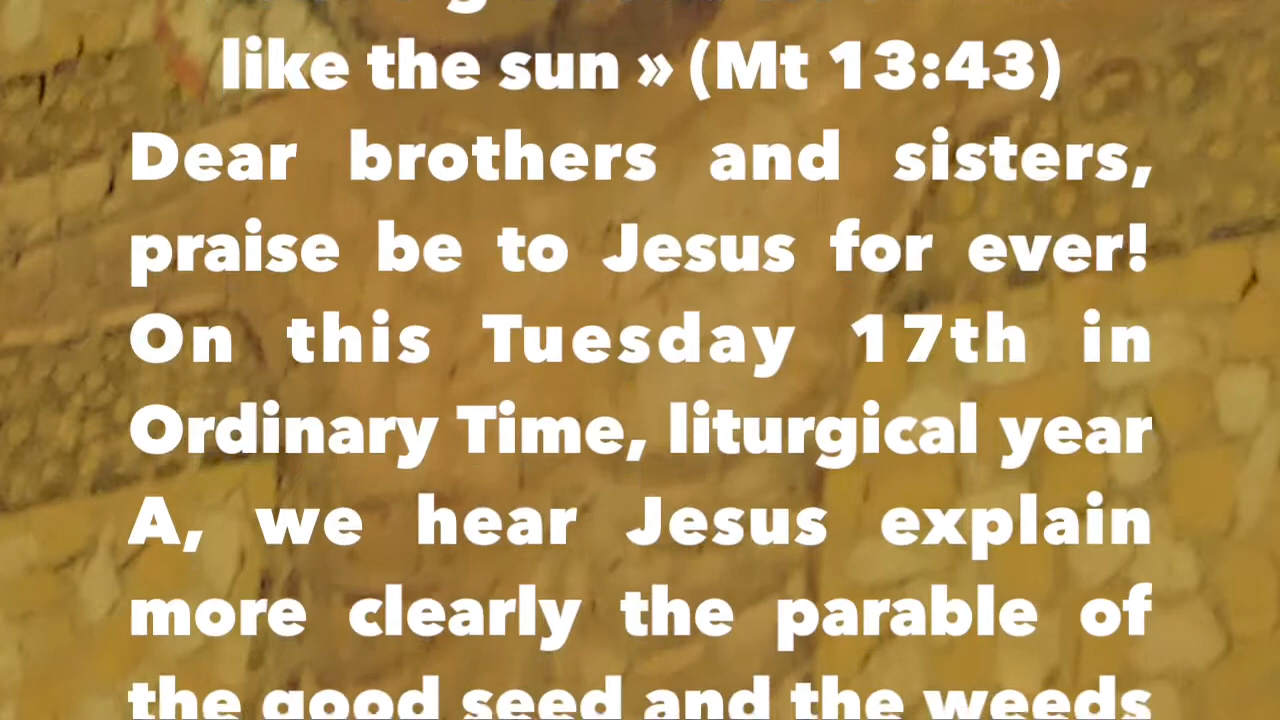 like the sun » (Mt 13:43)
Dear brothers and sisters,
praise be to Jesus for ever!
On this Tuesday 17th in
Ordinary Time, liturgical year
A, we hear Jesus explain
more clearly the parable of
the good seed and the weeds